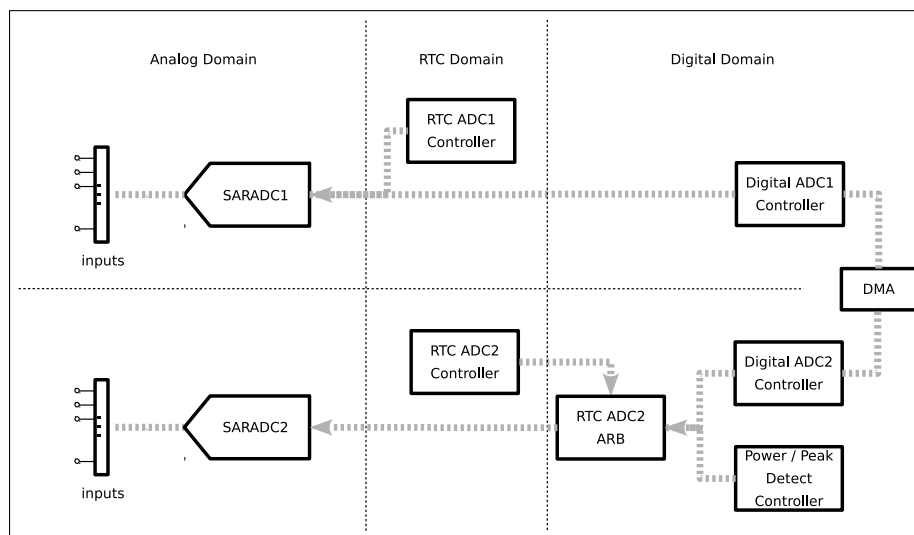 Analog Domain
RTC Domain
Digital Domain
RTC ADC1
Controller
SARADC1
Digital ADC1
Controller
inputs
DMA
RTC ADC2
Controller
Digital ADC2
Controller
SARADC2
RTC ADC2
ARB
Power / Peak
Detect
Controller
inputs